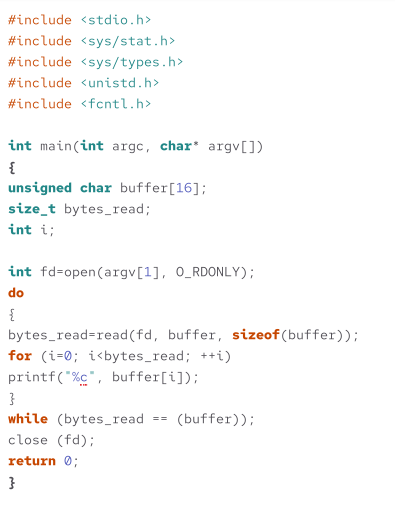 #include <stdio.h>
#include <sys/stat.h>
#include <sys/types.h>
#include <unistd.h>
#include <fcntl.h>
int main(int argc, char* argv[])
{
unsigned char buffer[16];
size_t bytes_read;
int i;
int fd=open(argv[1], O_RDONLY);
do
{
bytes_read=read(fd, buffer, sizeof(buffer));
for (i=0; i<bytes_read; ++i)
printf("%c", buffer[i]);
}
while (bytes_read == (buffer));
close (fd);
return 0;
}